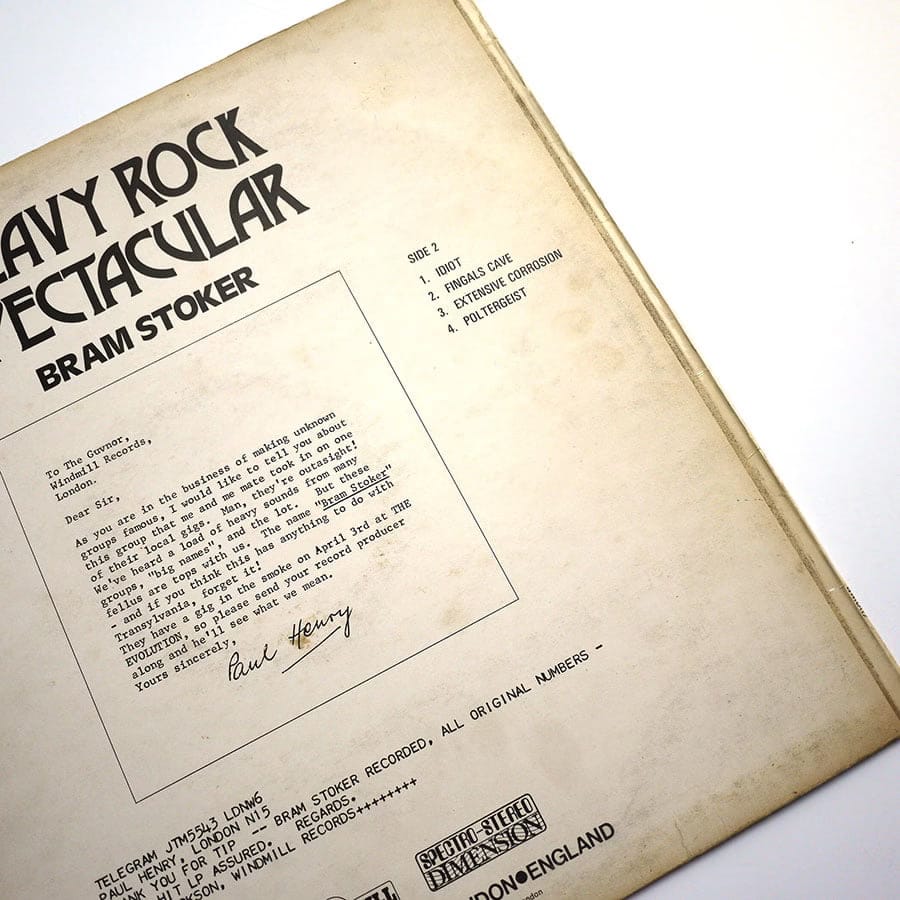 EAVY ROCK
PECTACULAR
BRAM STOKER
SIDE 2
1. IDIOT
2. FINGALS CAVE
3. EXTENSIVE CORROSION
4. POLTERGEIST
To The Guvnor,
Windmill Records,
London.
Dear Sir,
As you are in the business of making unknown
groups famous, I would like to tell you about
this group that me and me mate took in on one
of their local gigs. Man, they're outasight!
We've heard a load of heavy sounds from many
groups, "big names", and the lot. But these
fellus are tops with us. The name "Bram Stoker"
- and if you think this has anything to do with
Transylvania, forget it!
They have a gig in the smoke on April 3rd at THE
EVOLUTION, so please send your record producer
along and he'll see what we mean.
Yours sincerely,
Paul Henry
TELEGRAM JTM5543 LDNW6
PAUL HENRY, LONDON N15
NK YOU FOR TIP -- BRAM STOKER RECORDED, ALL ORIGINAL NUMBERS -
HIT LP ASSURED. REGARDS.
KSON, WINDMILL RECORDS++++++++
SPECTRO-STEREO
DIMENSION
LL
NDON●ENGLAND
ndon